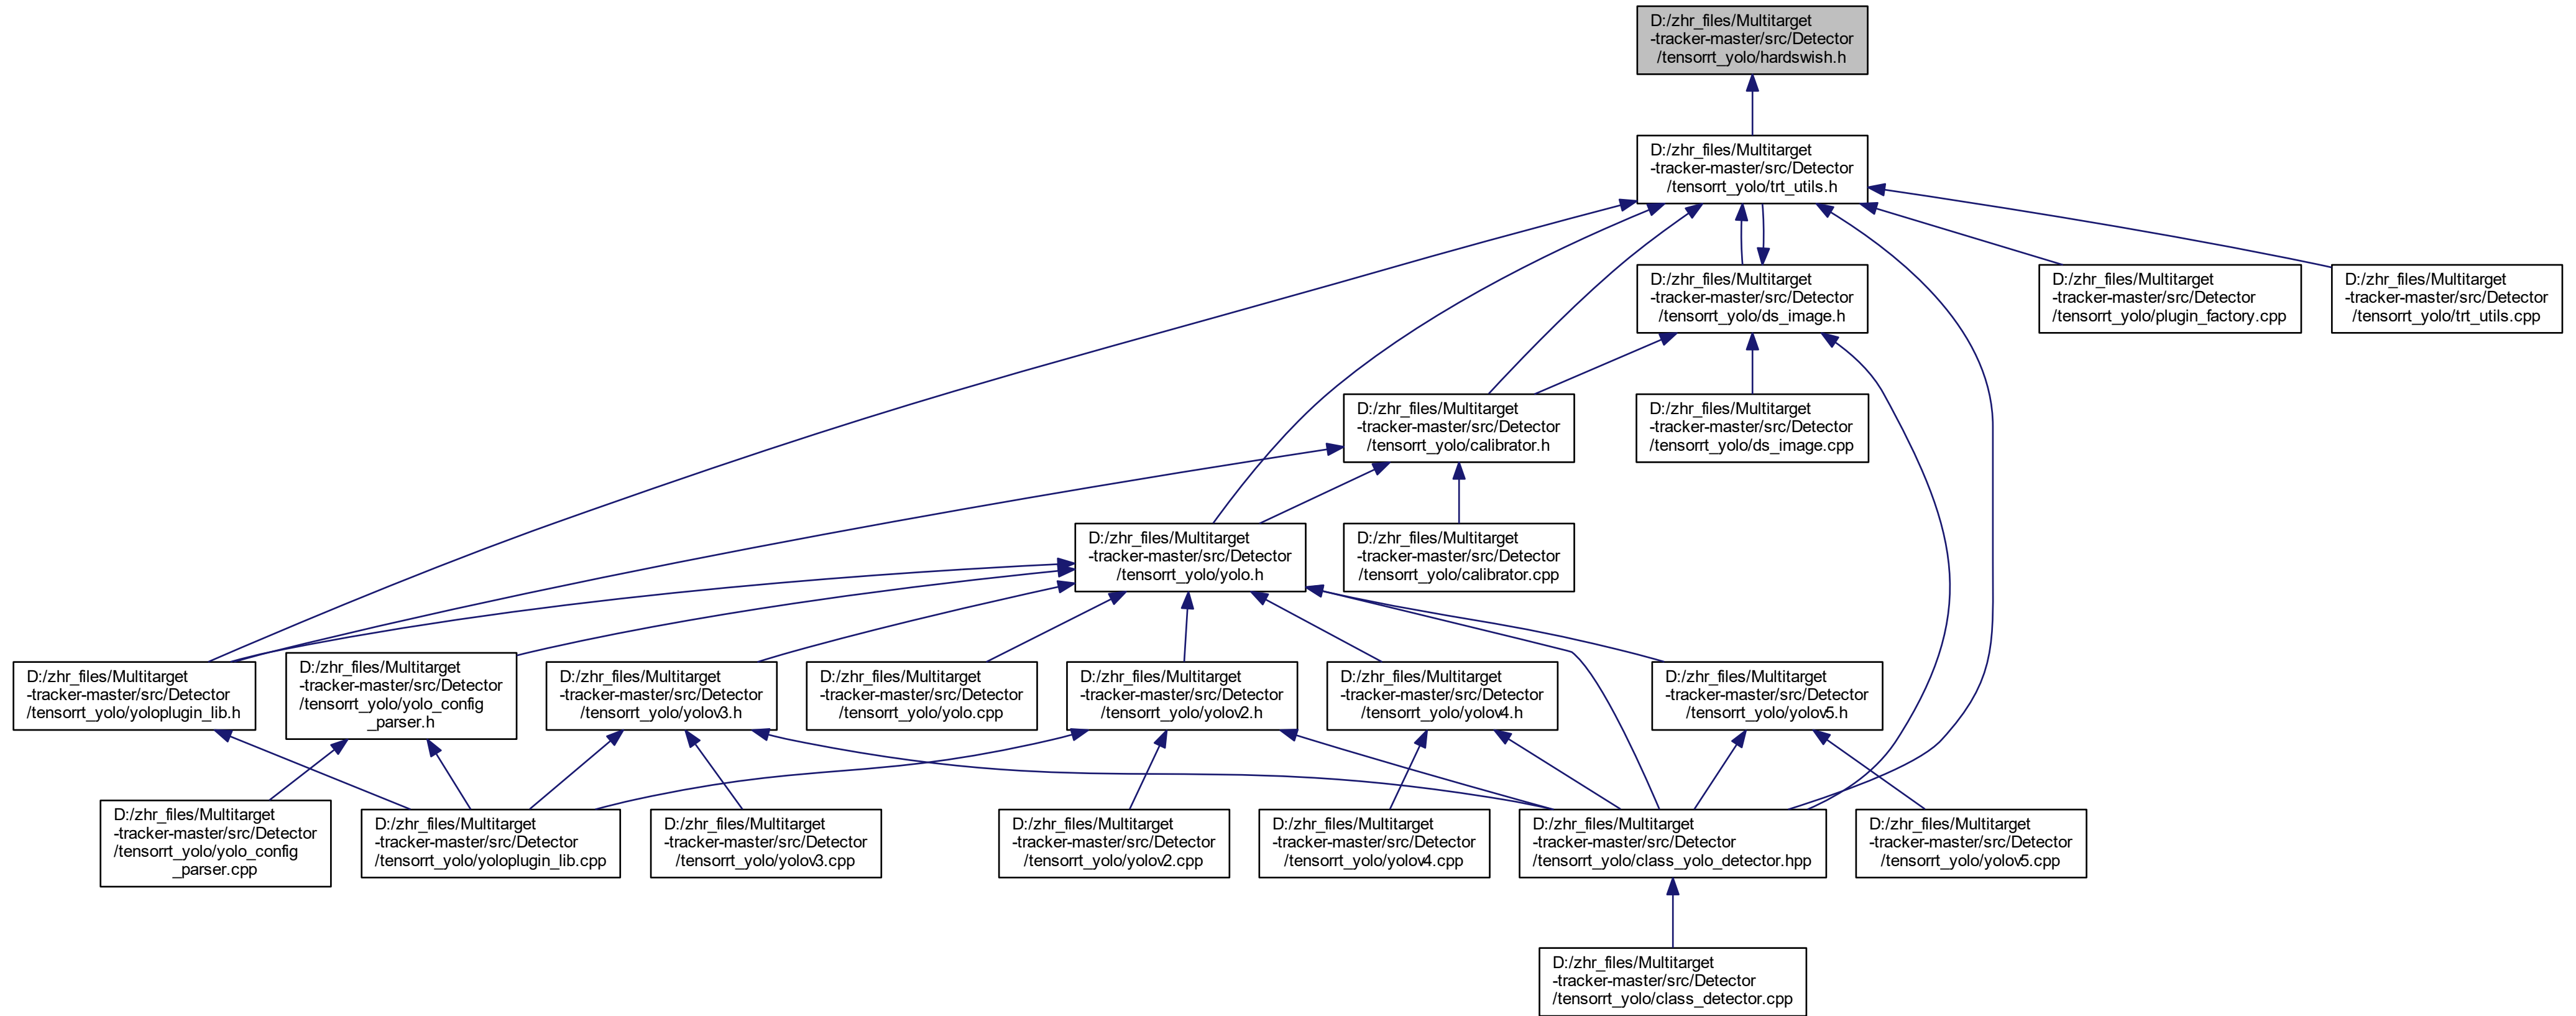 D:/zhr_files/Multitarget
-tracker-master/src/Detector
/tensorrt_yolo/hardswish.h
D:/zhr_files/Multitarget
-tracker-master/src/Detector
/tensorrt_yolo/trt_utils.h
D:/zhr_files/Multitarget
-tracker-master/src/Detector
/tensorrt_yolo/ds_image.h
D:/zhr_files/Multitarget
-tracker-master/src/Detector
/tensorrt_yolo/plugin_factory.cpp
D:/zhr_files/Multitarget
-tracker-master/src/Detector
/tensorrt_yolo/trt_utils.cpp
D:/zhr_files/Multitarget
-tracker-master/src/Detector
/tensorrt_yolo/calibrator.h
D:/zhr_files/Multitarget
-tracker-master/src/Detector
/tensorrt_yolo/ds_image.cpp
D:/zhr_files/Multitarget
-tracker-master/src/Detector
/tensorrt_yolo/yolo.h
D:/zhr_files/Multitarget
-tracker-master/src/Detector
/tensorrt_yolo/calibrator.cpp
D:/zhr_files/Multitarget
-tracker-master/src/Detector
/tensorrt_yolo/yoloplugin_lib.h
D:/zhr_files/Multitarget
-tracker-master/src/Detector
/tensorrt_yolo/yolo_config
_parser.h
D:/zhr_files/Multitarget
-tracker-master/src/Detector
/tensorrt_yolo/yolov3.h
D:/zhr_files/Multitarget
-tracker-master/src/Detector
/tensorrt_yolo/yolo.cpp
D:/zhr_files/Multitarget
-tracker-master/src/Detector
/tensorrt_yolo/yolov2.h
D:/zhr_files/Multitarget
-tracker-master/src/Detector
/tensorrt_yolo/yolov4.h
D:/zhr_files/Multitarget
-tracker-master/src/Detector
/tensorrt_yolo/yolov5.h
D:/zhr_files/Multitarget
-tracker-master/src/Detector
/tensorrt_yolo/yolo_config
_parser.cpp
D:/zhr_files/Multitarget
-tracker-master/src/Detector
/tensorrt_yolo/yoloplugin_lib.cpp
D:/zhr_files/Multitarget
-tracker-master/src/Detector
/tensorrt_yolo/yolov3.cpp
D:/zhr_files/Multitarget
-tracker-master/src/Detector
/tensorrt_yolo/yolov2.cpp
D:/zhr_files/Multitarget
-tracker-master/src/Detector
/tensorrt_yolo/yolov4.cpp
D:/zhr_files/Multitarget
-tracker-master/src/Detector
/tensorrt_yolo/class_yolo_detector.hpp
D:/zhr_files/Multitarget
-tracker-master/src/Detector
/tensorrt_yolo/yolov5.cpp
D:/zhr_files/Multitarget
-tracker-master/src/Detector
/tensorrt_yolo/class_detector.cpp